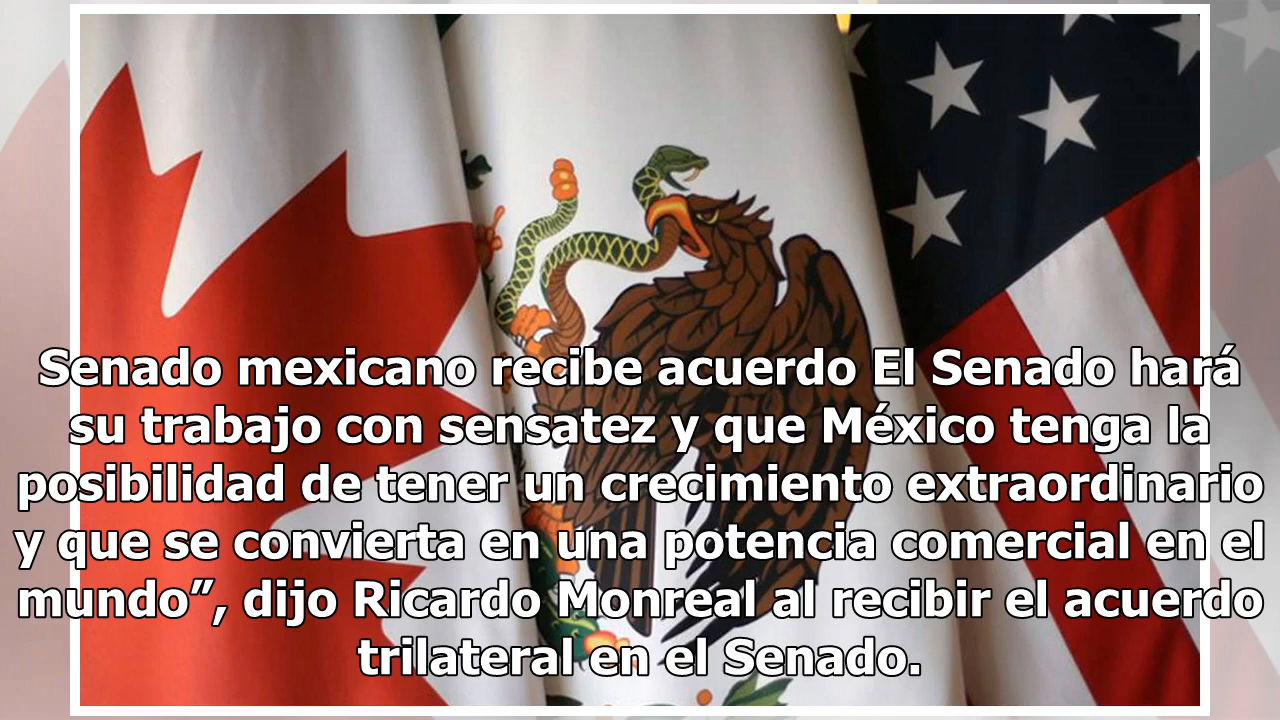 Senado mexicano recibe acuerdo El Senado hará
su trabajo con sensatez y que México tenga la
posibilidad de tener un crecimiento extraordinario
y que se convierta en una potencia comercial en el
mundo”, dijo Ricardo Monreal al recibir el acuerdo
trilateral en el Senado.